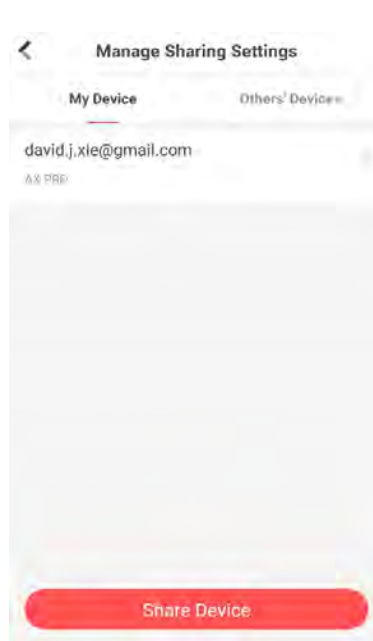 Manage Sharing Settings
My Device
Others' Devices
david.j.xie@gmail.com
AX PRO
Share Device